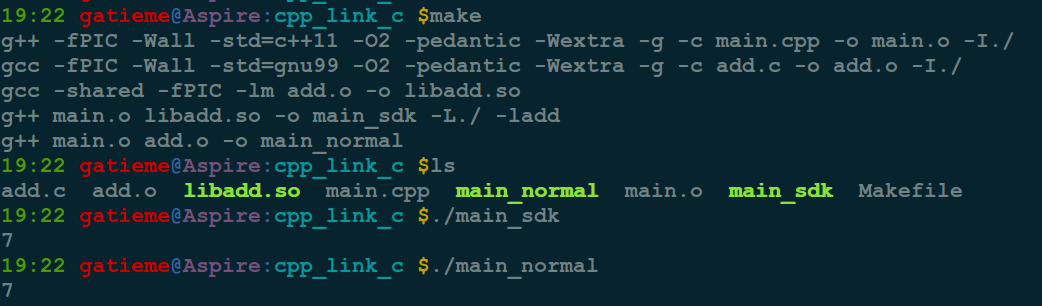 19:22 gatieme@Aspire:cpp_link_c $make
g++ -fPIC -Wall -std=c++11 -O2 -pedantic -Wextra -g -c main.cpp -o main.o -I./
gcc -fPIC -Wall -std=gnu99 -O2 -pedantic -Wextra -g -c add.c -o add.o -I./
gcc -shared -fPIC -lm add.o -o libadd.so
g++ main.o libadd.so -o main_sdk -L./ -ladd
g++ main.o add.o -o main_normal
19:22 gatieme@Aspire:cpp_link_c $ls
add.c  add.o  libadd.so  main.cpp  main_normal  main.o  main_sdk  Makefile
19:22 gatieme@Aspire:cpp_link_c $./main_sdk
7
19:22 gatieme@Aspire:cpp_link_c $./main_normal
7